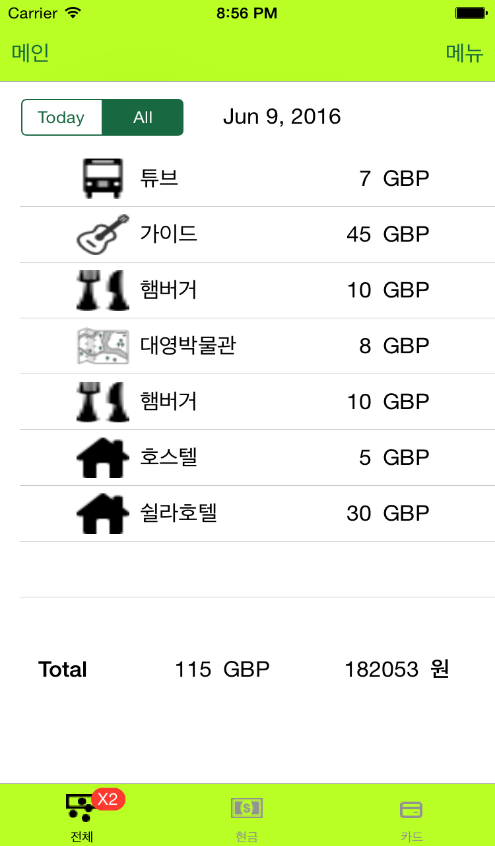 Carrier 8:56 PM
메인 메뉴
Today All Jun 9, 2016
튜브 7 GBP
가이드 45 GBP
햄버거 10 GBP
대영박물관 8 GBP
햄버거 10 GBP
호스텔 5 GBP
쉴라호텔 30 GBP
Total 115 GBP 182053 원
X2
전체 현금 카드